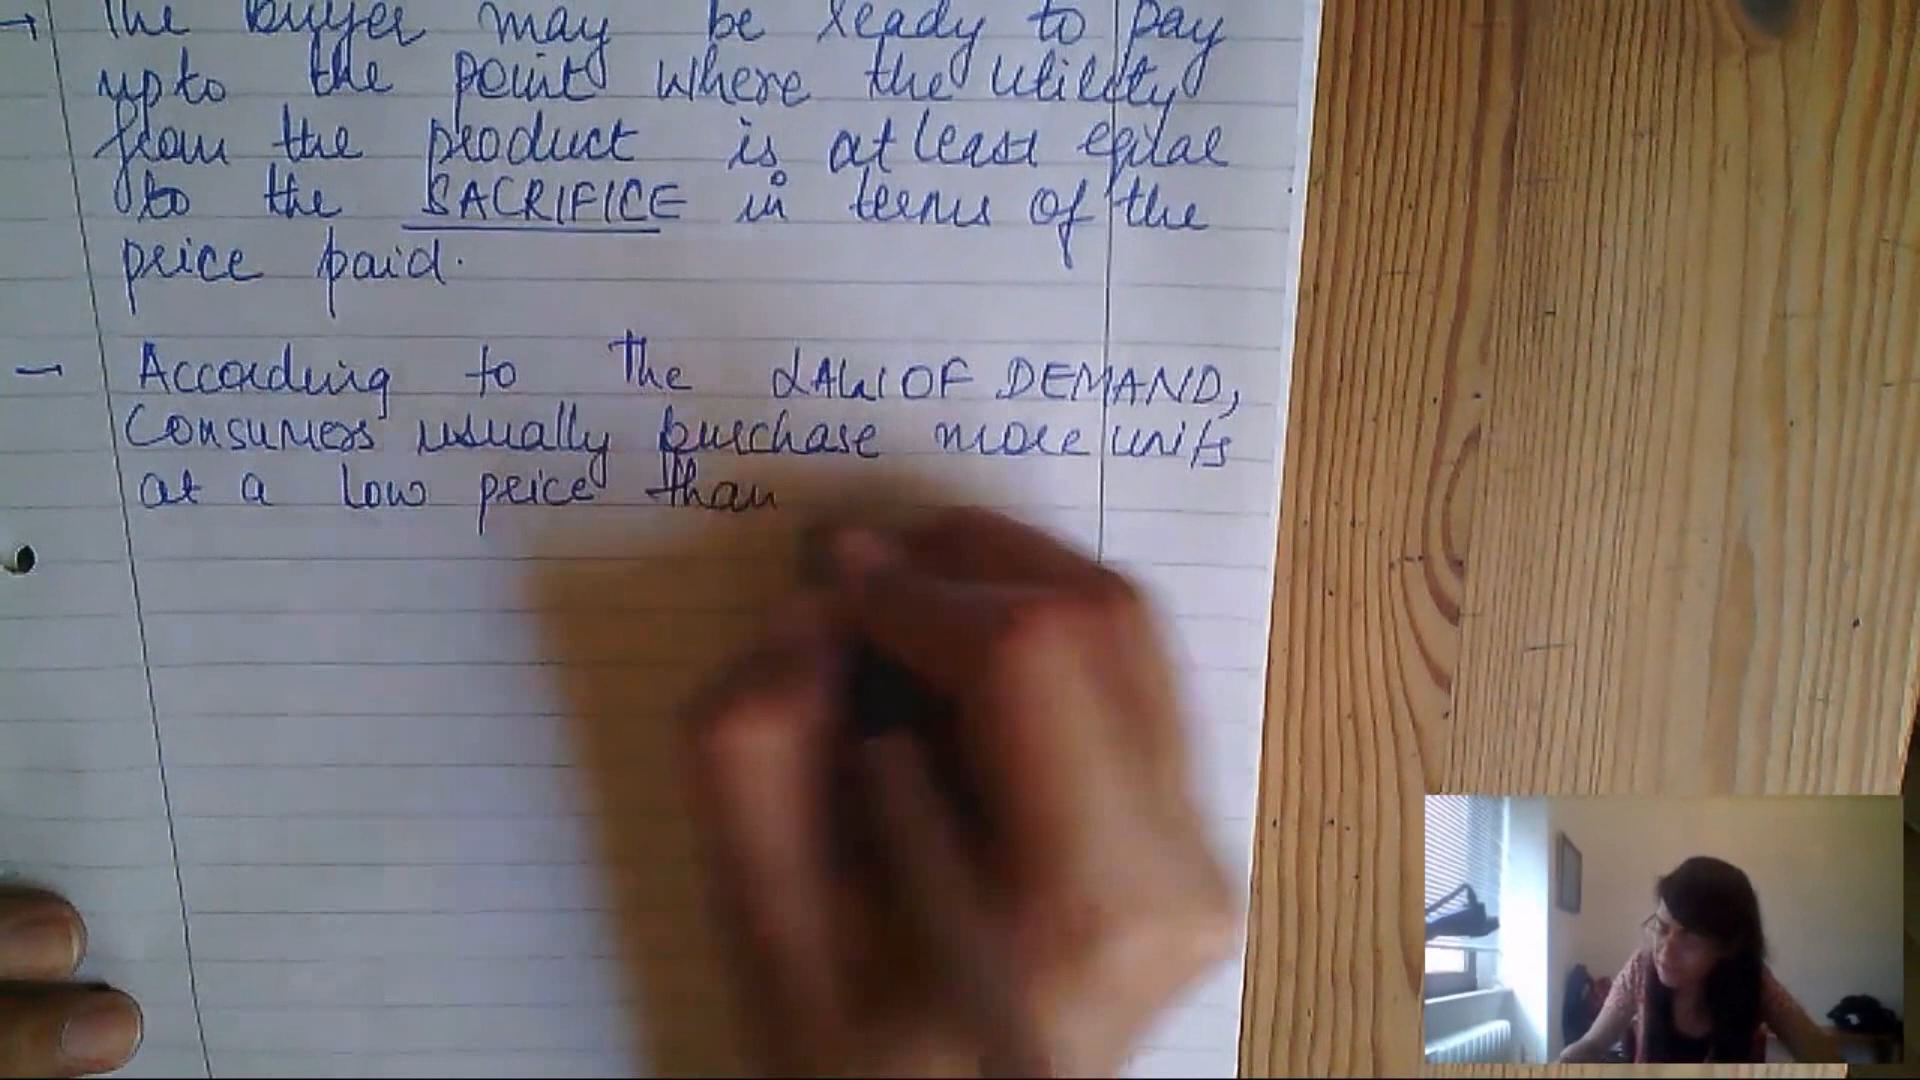 → The buyer may be ready to pay
upto the point where the utility
from the product is atleast equal
to the SACRIFICE in terms of the
price paid.
- According to the LAW OF DEMAND,
Consumers usually purchase more units
at a low price than